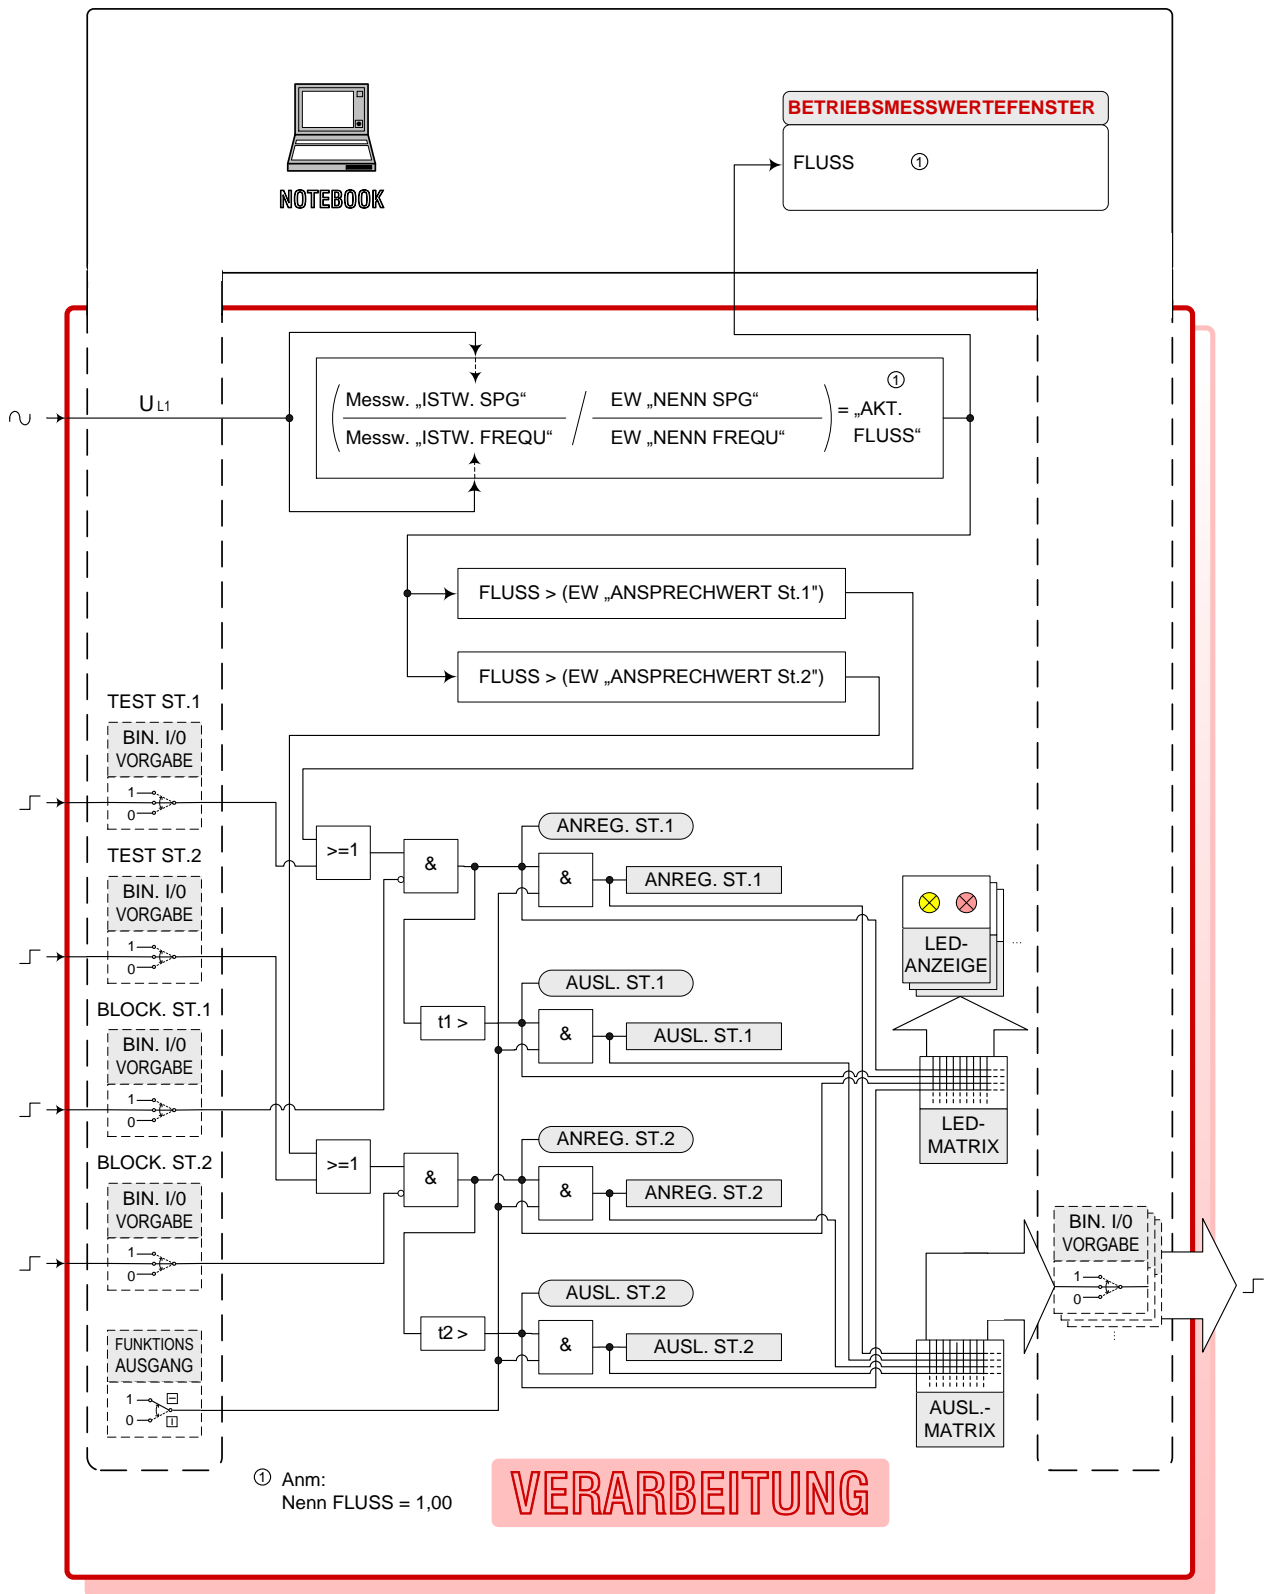 BETRIEBSMESSWERTEFENSTER
FLUSS ①
NOTEBOOK
U L1
Messw. „ISTW. SPG“
Messw. „ISTW. FREQU“
/
EW „NENN SPG“
EW „NENN FREQU“
①
= „AKT.
FLUSS“
FLUSS > (EW „ANSPRECHWERT St.1")
FLUSS > (EW „ANSPRECHWERT St.2")
TEST ST.1
BIN. I/0
VORGABE
1
0
TEST ST.2
BIN. I/0
VORGABE
1
0
BLOCK. ST.1
BIN. I/0
VORGABE
1
0
BLOCK. ST.2
BIN. I/0
VORGABE
1
0
FUNKTIONS
AUSGANG
1
0
>=1
&
ANREG. ST.1
&
ANREG. ST.1
AUSL. ST.1
t1 >
&
AUSL. ST.1
>=1
&
ANREG. ST.2
&
ANREG. ST.2
AUSL. ST.2
t2 >
&
AUSL. ST.2
LED-
ANZEIGE
...
LED-
MATRIX
BIN. I/0
VORGABE
1
0
...
AUSL.-
MATRIX
① Anm:
Nenn FLUSS = 1,00
VERARBEITUNG